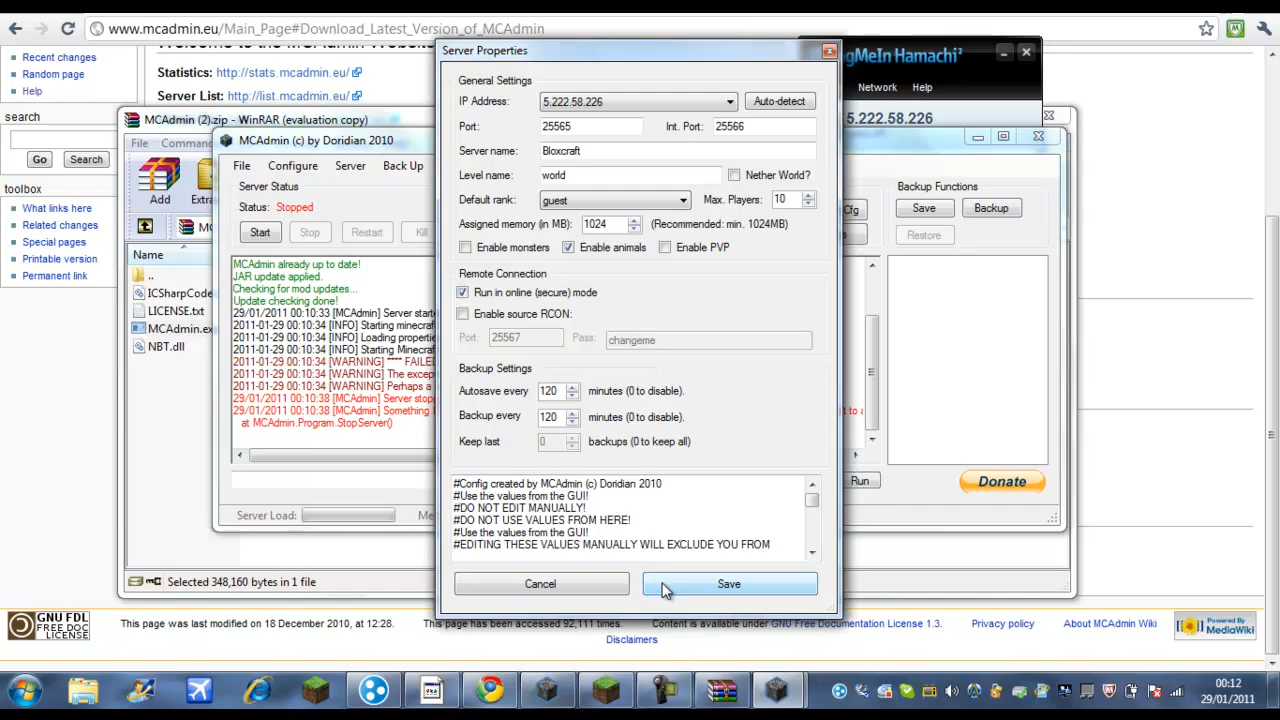 www.mcadmin.eu/Main_Page#Download_Latest_Version_of_MCAdmin
Welcome to the MCAdmin Website
Recent changes
Random page
Help
Statistics: http://stats.mcadmin.eu/
Server List: http://list.mcadmin.eu/
search
Go
Search
toolbox
What links here
Related changes
Special pages
Printable version
Permanent link
MCAdmin (2).zip - WinRAR (evaluation copy)
File
Add
Name
..
ICSharpCode
LICENSE.txt
MCAdmin.ex
NBT.dll
Selected 348,160 bytes in 1 file
gMeIn Hamachi²
Network
Help
5.222.58.226
MCAdmin (c) by Doridian 2010
File
Configure
Server
Back Up
Server Status
Status: Stopped
Start
Stop
Restart
Kill
MCAdmin already up to date!
JAR update applied.
Checking for mod updates...
Update checking done!
29/01/2011 00:10:33 [MCAdmin] Server starte
2011-01-29 00:10:34 [INFO] Starting minecraft
2011-01-29 00:10:34 [INFO] Loading properties
2011-01-29 00:10:34 [INFO] Starting Minecraft
2011-01-29 00:10:34 [WARNING] **** FAILED
2011-01-29 00:10:34 [WARNING] The excep
2011-01-29 00:10:34 [WARNING] Perhaps a
29/01/2011 00:10:38 [MCAdmin] Server stop
29/01/2011 00:10:38 [MCAdmin] Something
at MCAdmin.Program.StopServer()
Server Load:
Cfg
Backup Functions
Save
Backup
Restore
Run
Donate
Server Properties
General Settings
IP Address: 5.222.58.226 Auto-detect
Port: 25565 Int. Port: 25566
Server name: Bloxcraft
Level name: world Nether World?
Default rank: guest Max. Players: 10
Assigned memory (in MB): 1024 (Recommended: min. 1024MB)
Enable monsters Enable animals Enable PVP
Remote Connection
Run in online (secure) mode
Enable source RCON:
Port: 25567 Pass: changeme
Backup Settings
Autosave every 120 minutes (0 to disable).
Backup every 120 minutes (0 to disable).
Keep last 0 backups (0 to keep all)
#Config created by MCAdmin (c) Doridian 2010
#Use the values from the GUI!
#DO NOT EDIT MANUALLY!
#DO NOT USE VALUES FROM HERE!
#Use the values from the GUI!
#EDITING THESE VALUES MANUALLY WILL EXCLUDE YOU FROM
Cancel
Save
GNU FDL
FREE DOC
LICENSE
This page was last modified on 18 December 2010, at 12:28. This page has been accessed 92,111 times. Content is available under GNU Free Documentation License 1.3. Privacy policy About MCAdmin Wiki
Disclaimers
Powered By
MediaWiki
00:12
29/01/2011